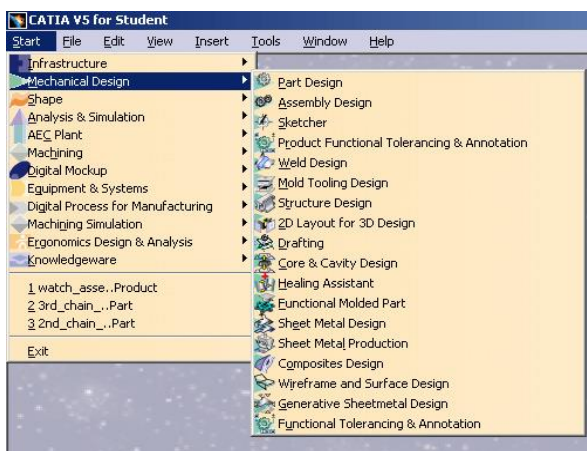 CATIA V5 for Student
Start File Edit View Insert Tools Window Help
Infrastructure
Mechanical Design
Shape
Analysis & Simulation
AEC Plant
Machining
Digital Mockup
Equipment & Systems
Digital Process for Manufacturing
Machining Simulation
Ergonomics Design & Analysis
Knowledgeware
1 watch_asse..Product
2 3rd_chain_..Part
3 2nd_chain_..Part
Exit
Part Design
Assembly Design
Sketcher
Product Functional Tolerancing & Annotation
Weld Design
Mold Tooling Design
Structure Design
2D Layout for 3D Design
Drafting
Core & Cavity Design
Healing Assistant
Functional Molded Part
Sheet Metal Design
Sheet Metal Production
Composites Design
Wireframe and Surface Design
Generative Sheetmetal Design
Functional Tolerancing & Annotation